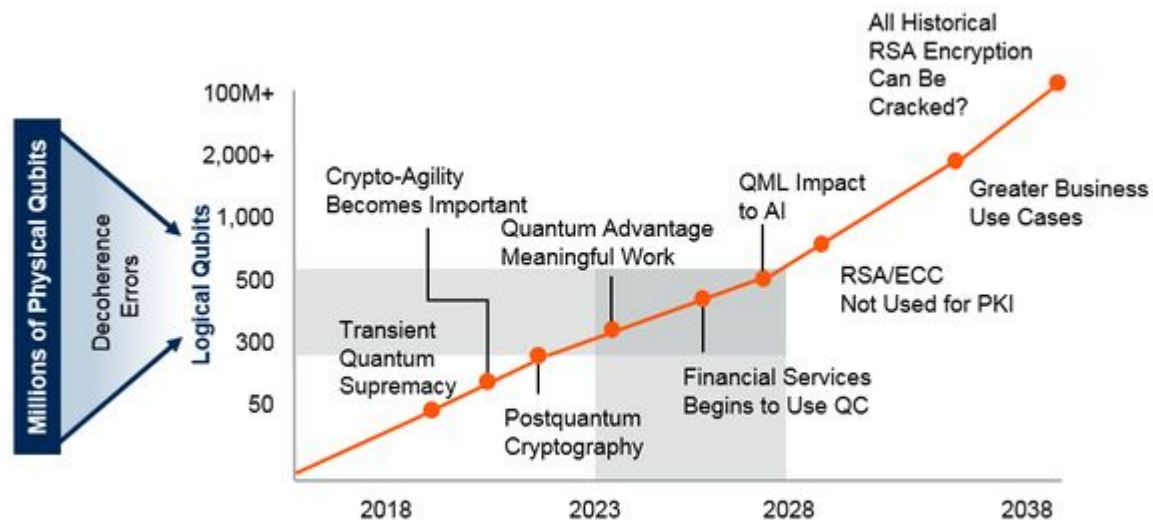 Millions of Physical Qubits
Decoherence
Errors
Logical Qubits
100M+
2,000+
1,000
500
300
50
Transient
Quantum
Supremacy
Crypto-Agility
Becomes Important
Postquantum
Cryptography
Quantum Advantage
Meaningful Work
Financial Services
Begins to Use QC
QML Impact
to AI
RSA/ECC
Not Used for PKI
Greater Business
Use Cases
All Historical
RSA Encryption
Can Be
Cracked?
2018
2023
2028
2038